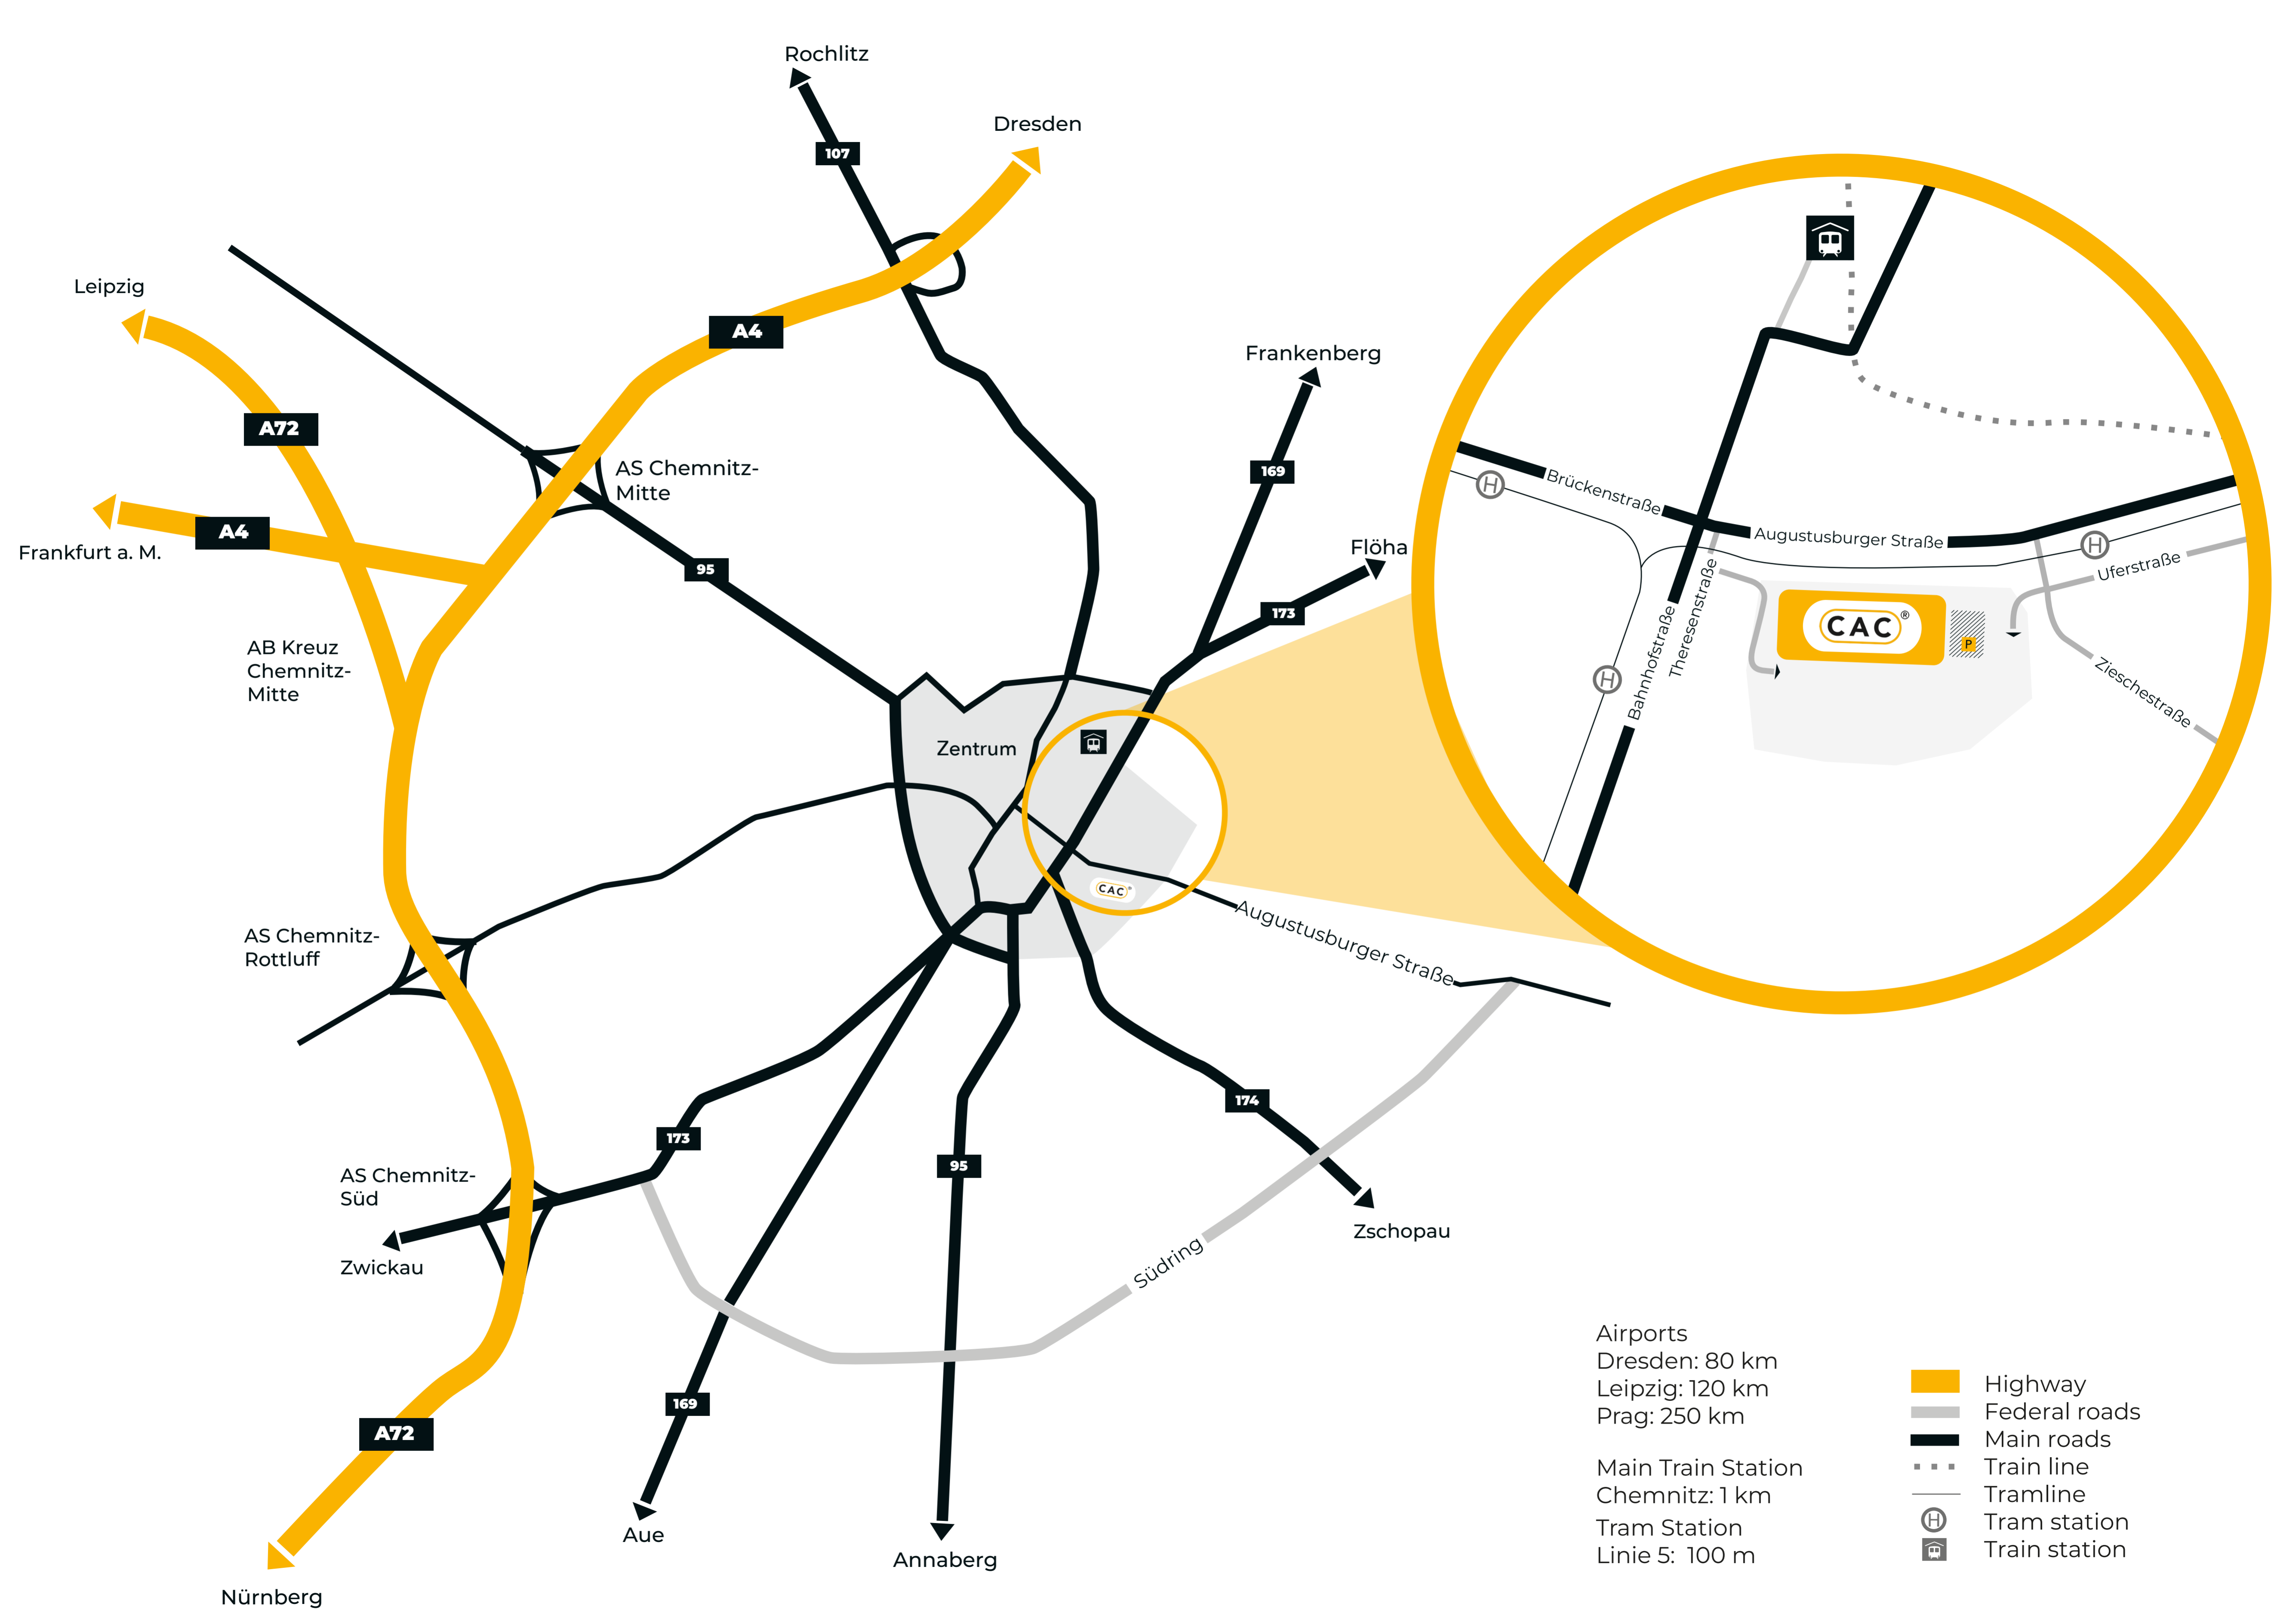 Rochlitz
Dresden
107
Leipzig
A4
Frankenberg
A72
AS Chemnitz-
Mitte
169
A4
Frankfurt a. M.
95
Flöha
173
AB Kreuz
Chemnitz-
Mitte
Zentrum
CAC®
AS Chemnitz-
Rottluff
Augustusburger Straße
173
174
95
AS Chemnitz-
Süd
Zwickau
Zschopau
Südring
169
A72
Aue
Annaberg
Nürnberg
Brückenstraße
H
Augustusburger Straße
H
Uferstraße
Theresenstraße
Bahnhofstraße
H
CAC®
P
Zieschestraße
Airports
Dresden: 80 km
Leipzig: 120 km
Prag: 250 km
Main Train Station
Chemnitz: 1 km
Tram Station
Linie 5: 100 m
Highway
Federal roads
Main roads
Train line
Tramline
H Tram station
Train station